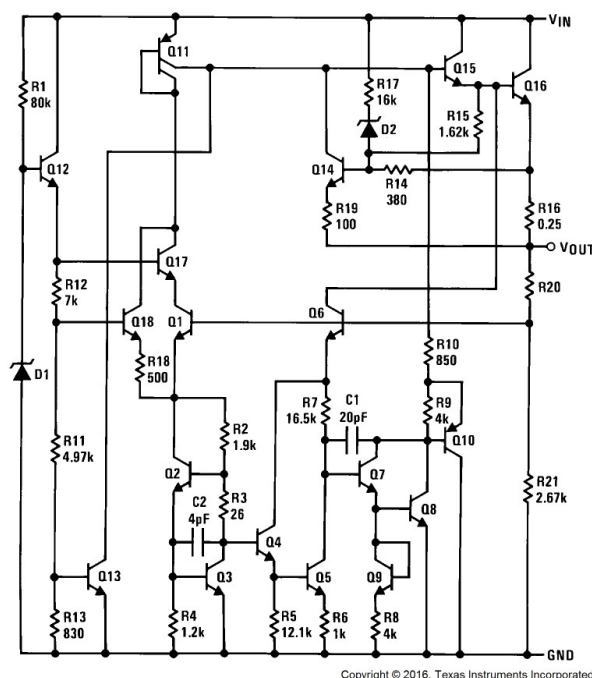 VIN
Q11
R17
16k
Q15
Q16
R1
80k
D2
R15
1.62k
Q12
Q14
R14
380
R19
100
R16
0.25
VOUT
Q17
R12
7k
R20
Q6
Q18
Q1
R10
850
R18
500
D1
C1
20pF
R7
16.5k
R9
4k
R2
1.9k
Q10
R11
4.97k
Q2
Q7
R21
2.67k
R3
26
C2
4pF
Q8
Q4
Q13
Q3
Q5
Q9
R13
830
R4
1.2k
R5
12.1k
R6
1k
R8
4k
GND
Copyright © 2016, Texas Instruments Incorporated